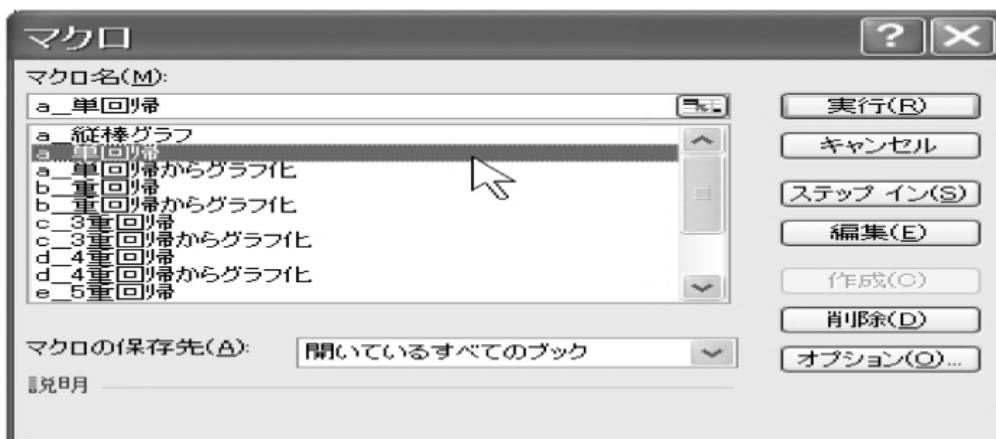 マクロ
マクロ名(M):
a_単回帰
a_縦棒グラフ
a_単回帰
a_単回帰からグラフ化
b_重回帰
b_重回帰からグラフ化
c_3重回帰
c_3重回帰からグラフ化
d_4重回帰
d_4重回帰からグラフ化
e_5重回帰
マクロの保存先(A):
開いているすべてのブック
説明
実行(R)
キャンセル
ステップ イン(S)
編集(E)
作成(C)
削除(D)
オプション(O)...